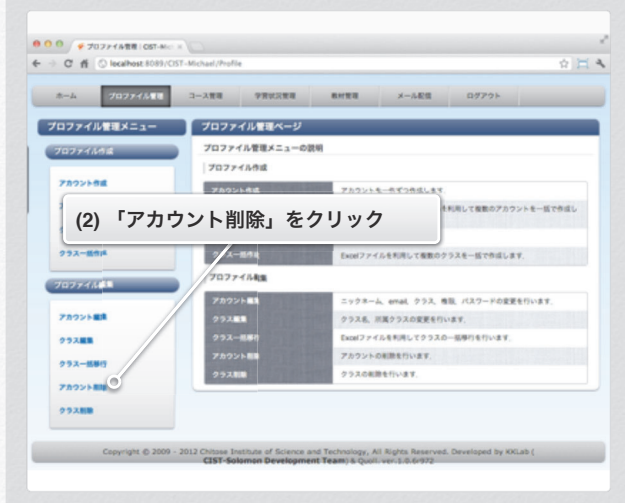 プロファイル管理 | CIST-Mich
localhost:8089/CIST-Michael/Profile
ホーム プロファイル管理 コース管理 学習状況管理 教材管理 メール配信 ログアウト
プロファイル管理メニュー
プロファイル作成
アカウント作成
クラス一括作成
プロファイル編集
アカウント編集
クラス編集
クラス一括移行
アカウント削除
クラス削除
プロファイル管理ページ
プロファイル管理メニューの説明
プロファイル作成
アカウント作成 アカウントを一件ずつ作成します.
を利用して複数のアカウントを一括で作成し
(2) 「アカウント削除」をクリック
クラス一括作成 Excelファイルを利用して複数のクラスを一括で作成します.
プロファイル編集
アカウント編集 ニックネーム, email, クラス, 権限, パスワードの変更を行います.
クラス編集 クラス名, 所属クラスの変更を行います.
クラス一括移行 Excelファイルを利用してクラスの一括移行を行います.
アカウント削除 アカウントの削除を行います.
クラス削除 クラスの削除を行います.
Copyright © 2009 - 2012 Chitose Institute of Science and Technology, All Rights Reserved. Developed by KKLab (
CIST-Solomon Development Team) & Quoll. ver.1.0.6r972